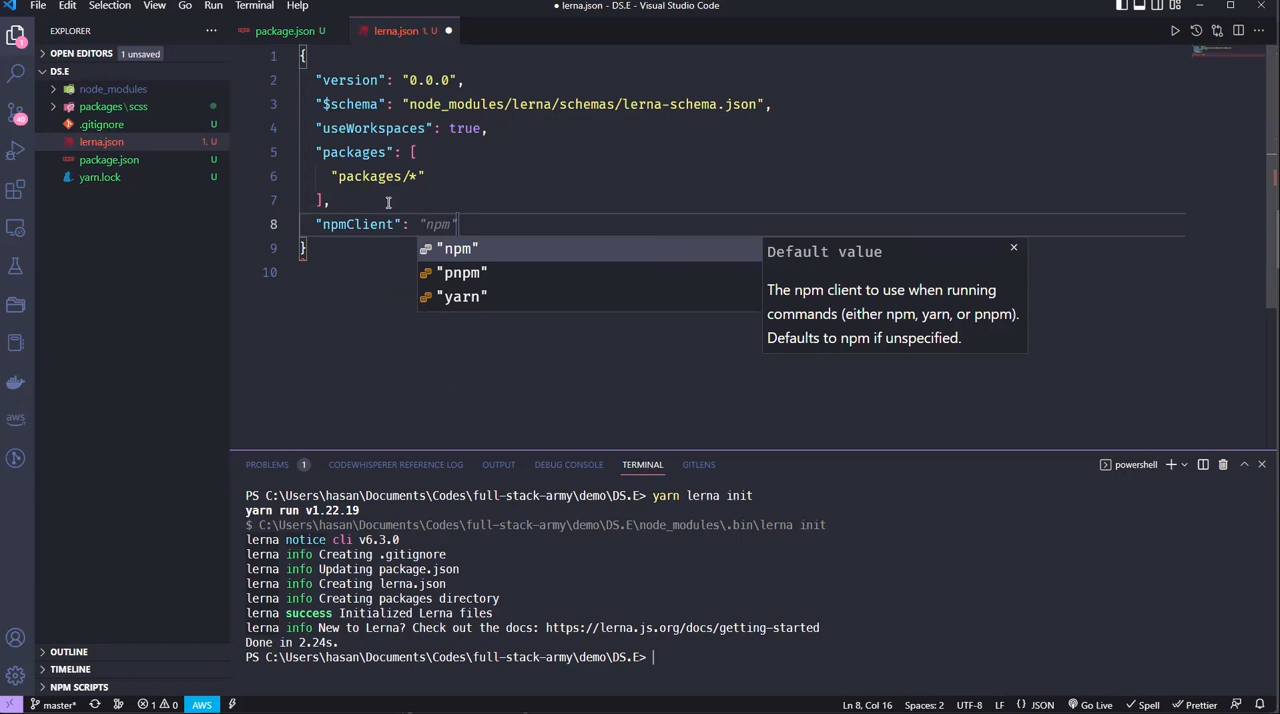 File Edit Selection View Go Run Terminal Help
● lerna.json - DS.E - Visual Studio Code
EXPLORER
package.json U
lerna.json 1, U
OPEN EDITORS 1 unsaved
DS.E
node_modules
packages\scss
.gitignore U
lerna.json 1, U
package.json U
yarn.lock U
1
40
1 {
2 "version": "0.0.0",
3 "$schema": "node_modules/lerna/schemas/lerna-schema.json",
4 "useWorkspaces": true,
5 "packages": [
6 "packages/*"
7 ],
8 "npmClient": "npm"
9 }
10
"npm"
"pnpm"
"yarn"
Default value
The npm client to use when running
commands (either npm, yarn, or pnpm).
Defaults to npm if unspecified.
PROBLEMS 1 CODEWHISPERER REFERENCE LOG OUTPUT DEBUG CONSOLE TERMINAL GITLENS
powershell
PS C:\Users\hasan\Documents\Codes\full-stack-army\demo\DS.E> yarn lerna init
yarn run v1.22.19
$ C:\Users\hasan\Documents\Codes\full-stack-army\demo\DS.E\node_modules\.bin\lerna init
lerna notice cli v6.3.0
lerna info Creating .gitignore
lerna info Updating package.json
lerna info Creating lerna.json
lerna info Creating packages directory
lerna success Initialized Lerna files
lerna info New to Lerna? Check out the docs: https://lerna.js.org/docs/getting-started
Done in 2.24s.
PS C:\Users\hasan\Documents\Codes\full-stack-army\demo\DS.E>
aws
OUTLINE
TIMELINE
NPM SCRIPTS
master* 1 0 AWS
Ln 8, Col 16 Spaces: 2 UTF-8 LF {} JSON Go Live Spell Prettier